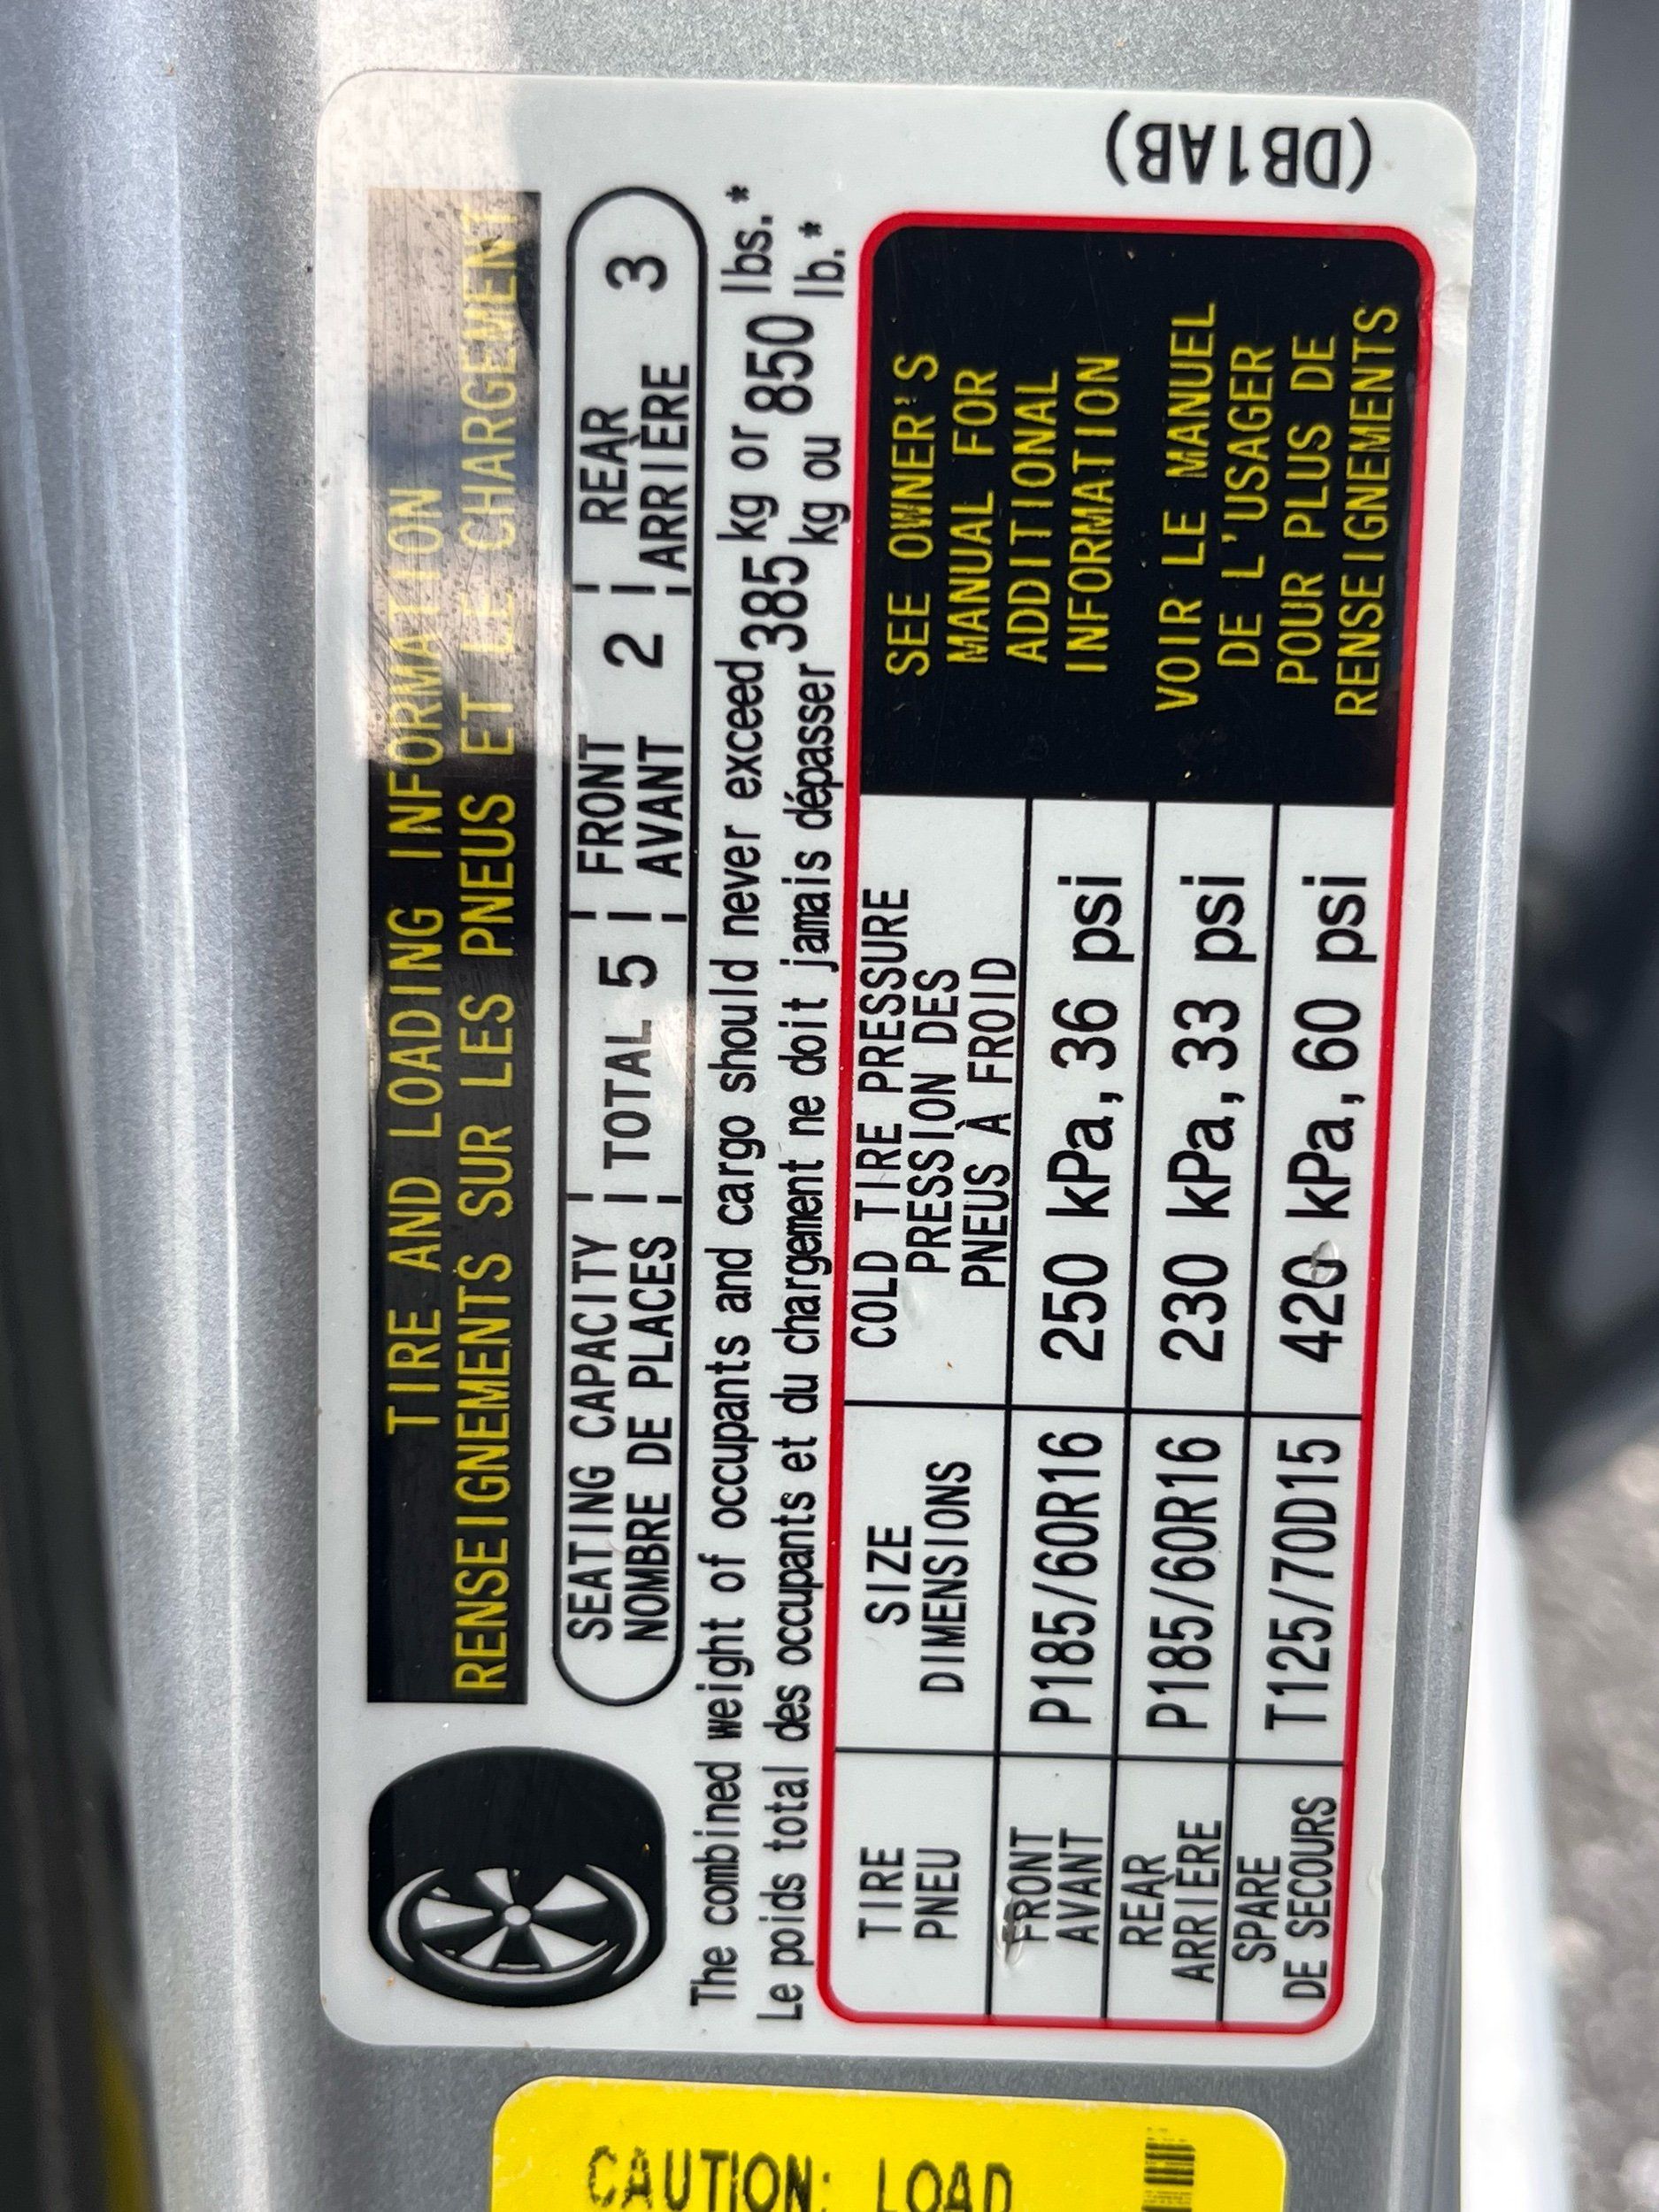 TIRE AND LOADING INFORMATION
RENSEIGNEMENTS SUR LES PNEUS ET LE CHARGEMENT
SEATING CAPACITY
NOMBRE DE PLACES
TOTAL 5
FRONT
AVANT
2
REAR
ARRIÈRE
3
The combined weight of occupants and cargo should never exceed 385 kg or 850 lbs.*
Le poids total des occupants et du chargement ne doit jamais dépasser 385 kg ou 850 lb.*
TIRE
PNEU
SIZE
DIMENSIONS
COLD TIRE PRESSURE
PRESSION DES
PNEUS À FROID
FRONT
AVANT
P185/60R16
250 kPa, 36 psi
REAR
ARRIÈRE
P185/60R16
230 kPa, 33 psi
SPARE
DE SECOURS
T125/70D15
420 kPa, 60 psi
SEE OWNER'S
MANUAL FOR
ADDITIONAL
INFORMATION
VOIR LE MANUEL
DE L'USAGER
POUR PLUS DE
RENSEIGNEMENTS
(DB1AB)
CAUTION: LOAD